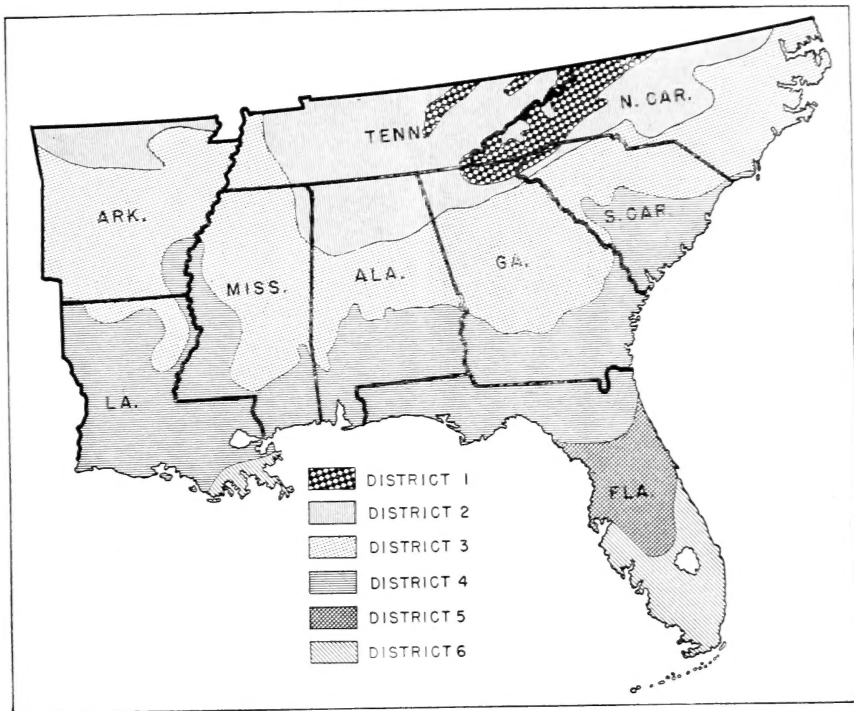 TENN.
N. CAR.
ARK.
S. CAR.
MISS.
ALA.
GA.
LA.
FLA.
DISTRICT 1
DISTRICT 2
DISTRICT 3
DISTRICT 4
DISTRICT 5
DISTRICT 6